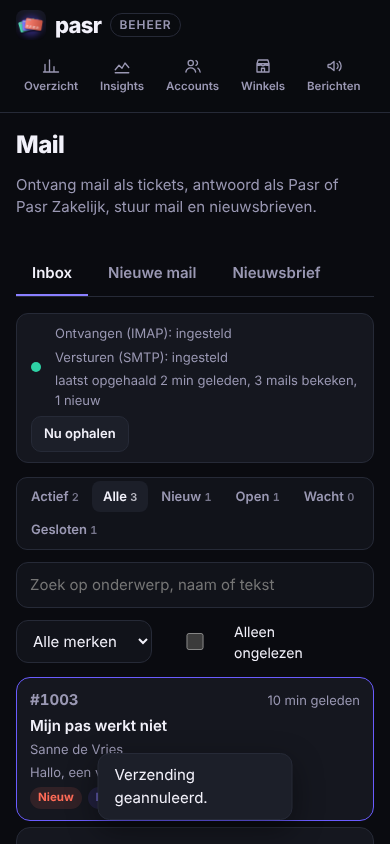 pasr BEHEER
Overzicht Insights Accounts Winkels Berichten
Mail
Ontvang mail als tickets, antwoord als Pasr of
Pasr Zakelijk, stuur mail en nieuwsbrieven.
Inbox Nieuwe mail Nieuwsbrief
Ontvangen (IMAP): ingesteld
Versturen (SMTP): ingesteld
laatst opgehaald 2 min geleden, 3 mails bekeken,
1 nieuw
Nu ophalen
Actief 2 Alle 3 Nieuw 1 Open 1 Wacht 0
Gesloten 1
Zoek op onderwerp, naam of tekst
Alle merken
Alleen
ongelezen
#1003 10 min geleden
Mijn pas werkt niet
Sanne de Vries
Hallo, een
Nieuw
Verzending
geannuleerd.